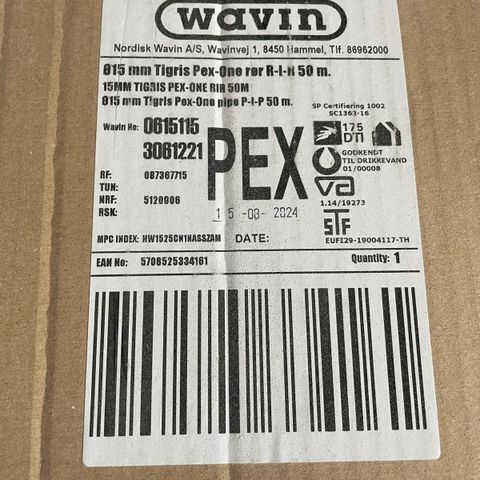 wavin
Nordisk Wavin A/S, Wavinvej 1, 8450 Hammel, Tlf. 86962000
Ø15 mm Tigris Pex-One rør R-I-R 50 m.
15MM TIGRIS PEX-ONE RIR 50M
Ø15 mm Tigris Pex-One pipe P-I-P 50 m.
SP Certifiering 1002
SC1363-16
Wavin No: 0615115
3061221
PEX
175
GODKENDT
TIL DRIKKEVAND
01/00008
va
1.14/19273
STF
EUFI29-19004117-TH
RF: 087367715
TUN:
NRF: 5120906
RSK:
15 -08- 2024
MPC INDEX: HW1525CN1NASSZAM
DATE:
EAN No: 5708525334161
Quantity: 1